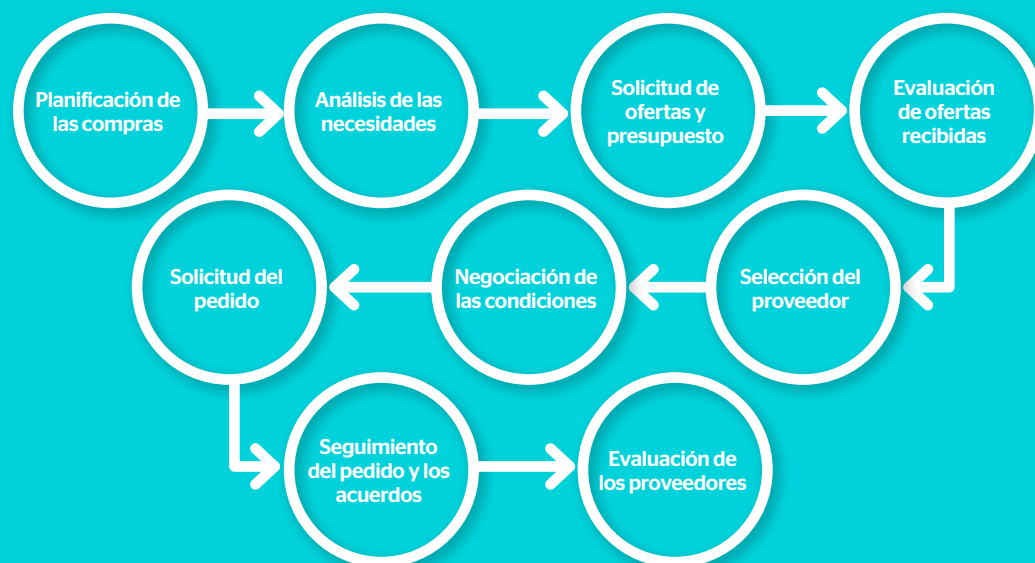 Planificación de
las compras
Análisis de las
necesidades
Solicitud de
ofertas y
presupuesto
Evaluación
de ofertas
recibidas
Selección del
proveedor
Negociación de
las condiciones
Solicitud del
pedido
Seguimiento
del pedido y los
acuerdos
Evaluación de
los proveedores